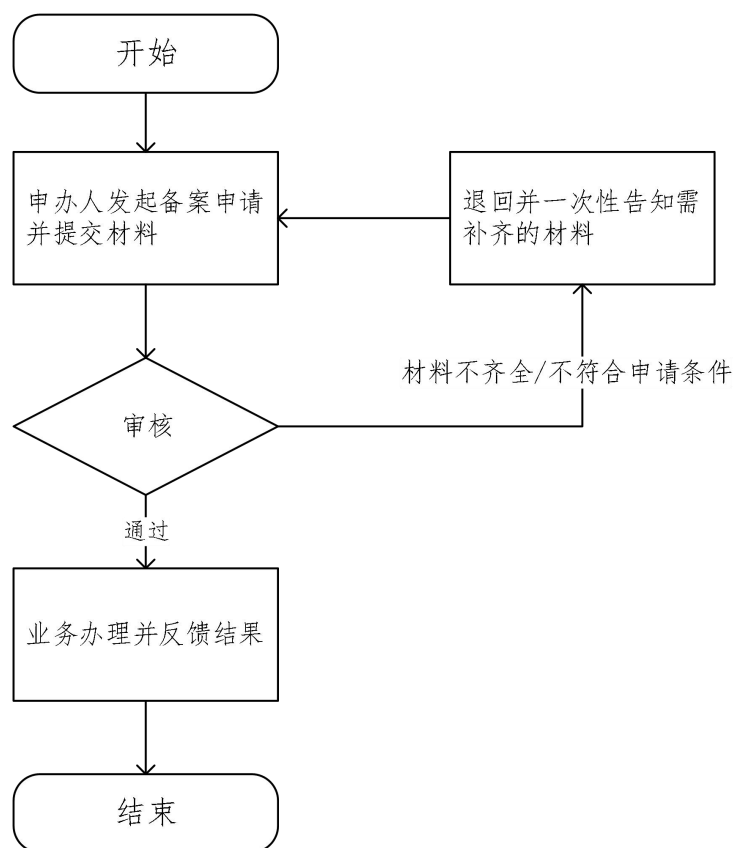 开始
申办人发起备案申请
并提交材料
退回并一次性告知需
补齐的材料
材料不齐全/不符合申请条件
审核
通过
业务办理并反馈结果
结束